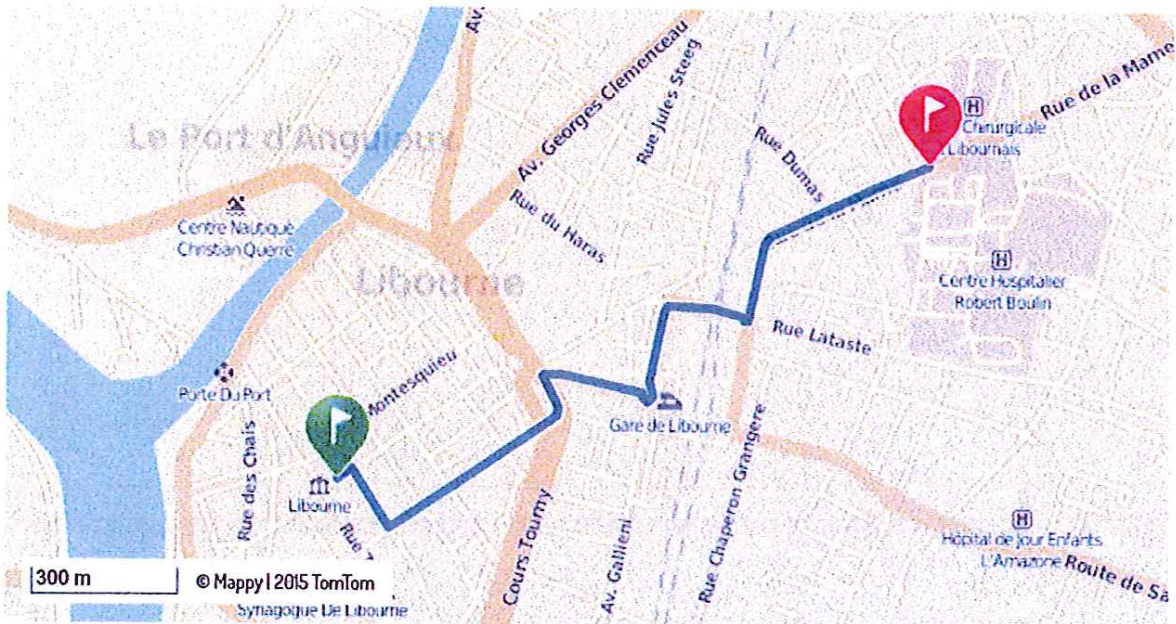 Av.
Le Port d'Anguieux
Av. Georges Clemenceau
Rue Jules Steeg
Rue de la Marne
H
Chirurgicale
Libournais
Rue Dumas
Rue du Haras
Centre Nautique
Christian Querré
Libourne
H
Centre Hospitalier
Robert Boulin
Rue Lataste
Montesquieu
Porte Du Port
Gare de Libourne
Rue des Chais
Libourne
Rue
Cours Tourny
Av. Gallieni
Rue Chaperon Grangere
H
Hôpital de jour Enfants
L'Amazone
Route de Sa
300 m
© Mappy | 2015 TomTom
Synagogue De Libourne